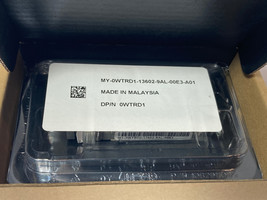 MY-0WTRD1-13602-9AL-00E3-A01
MADE IN MALAYSIA
DP/N 0WTRD1